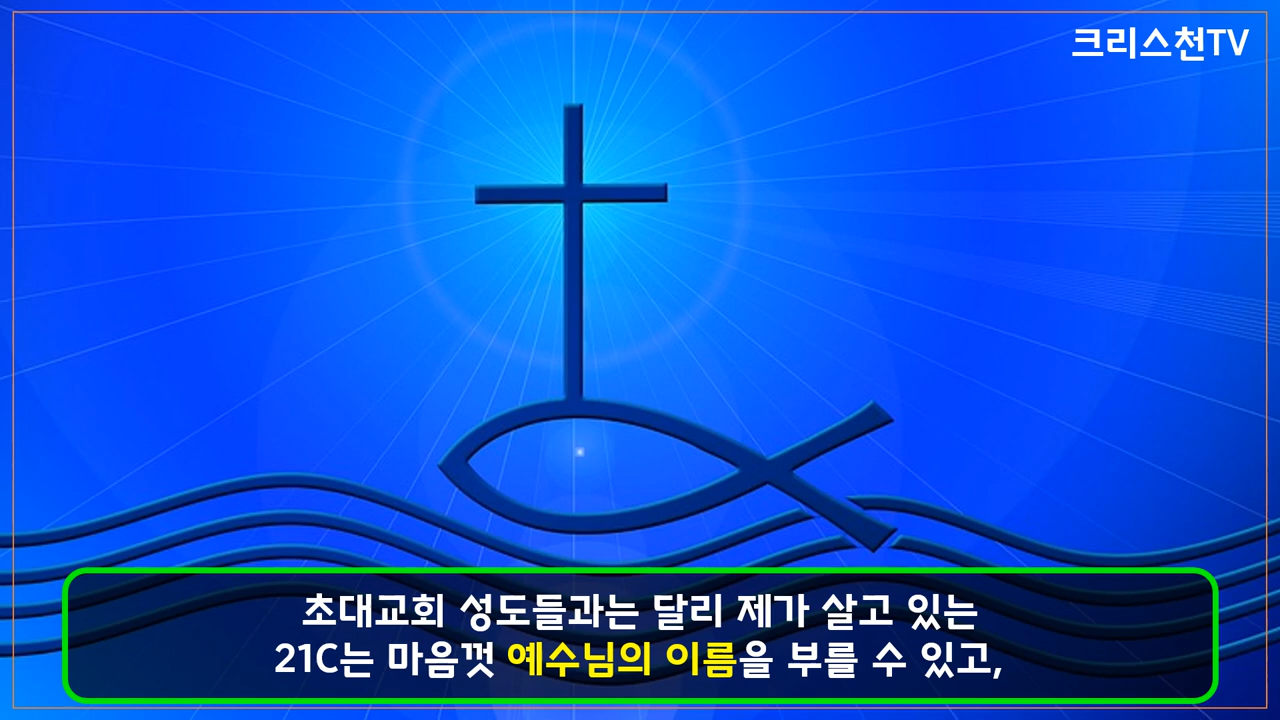 크리스천TV
초대교회 성도들과는 달리 제가 살고 있는
21C는 마음껏 예수님의 이름을 부를 수 있고,